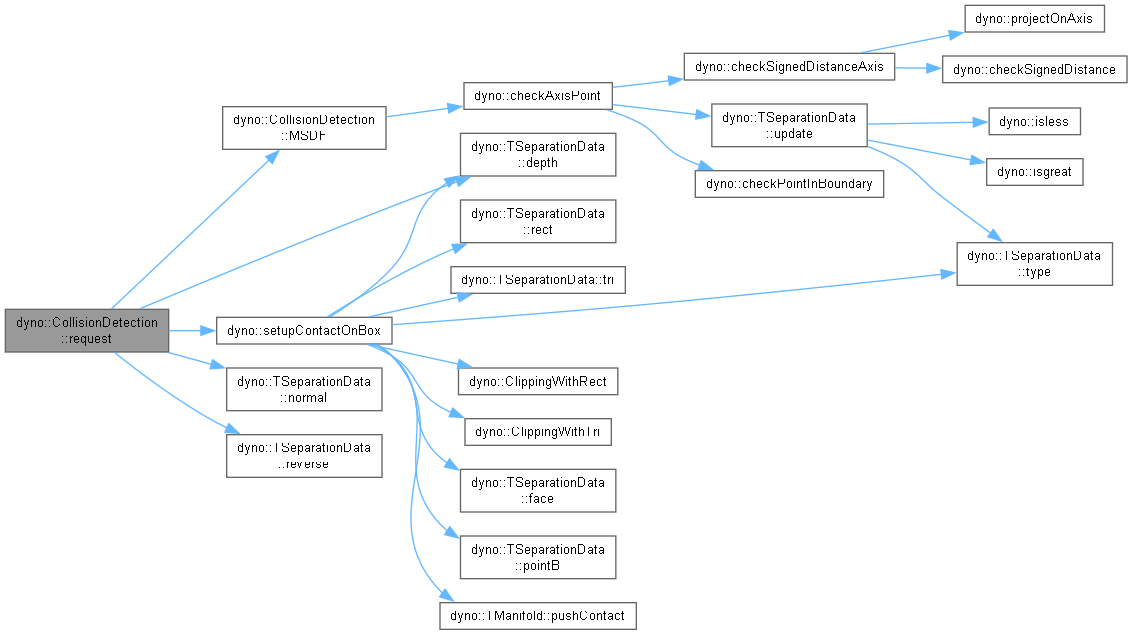 dyno::projectOnAxis
dyno::checkSignedDistanceAxis
dyno::checkSignedDistance
dyno::checkAxisPoint
dyno::CollisionDetection
::MSDF
dyno::TSeparationData
::update
dyno::isless
dyno::TSeparationData
::depth
dyno::isgreat
dyno::checkPointInBoundary
dyno::TSeparationData
::rect
dyno::TSeparationData
::type
dyno::TSeparationData::tri
dyno::CollisionDetection
::request
dyno::setupContactOnBox
dyno::TSeparationData
::normal
dyno::ClippingWithRect
dyno::ClippingWithTri
dyno::TSeparationData
::reverse
dyno::TSeparationData
::face
dyno::TSeparationData
::pointB
dyno::TManifold::pushContact